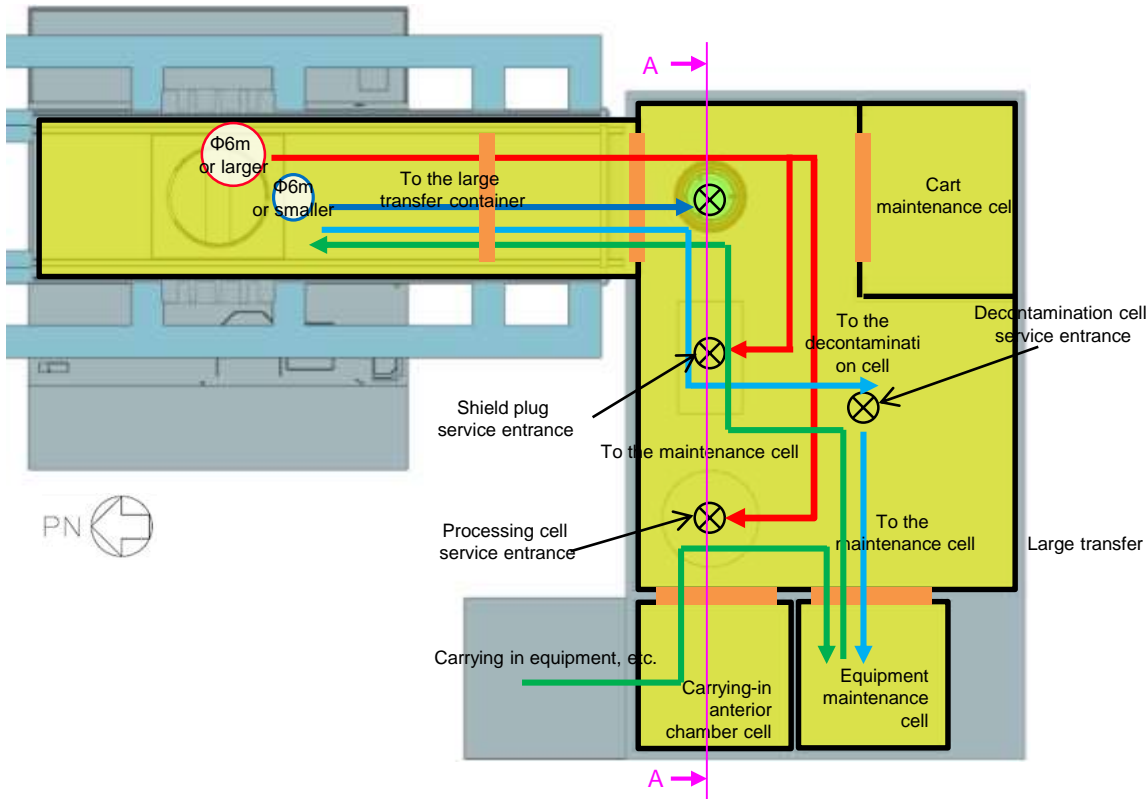 A
Φ6m
or larger
Φ6m
or smaller
To the large
transfer container
Cart
maintenance cel
Decontamination cell
service entrance
To the
decontaminati
on cell
Shield plug
service entrance
To the maintenance cell
PN
Processing cell
service entrance
To the
maintenance cell
Large transfer
Carrying in equipment, etc.
Carrying-in
anterior
chamber cell
Equipment
maintenance
cell
A